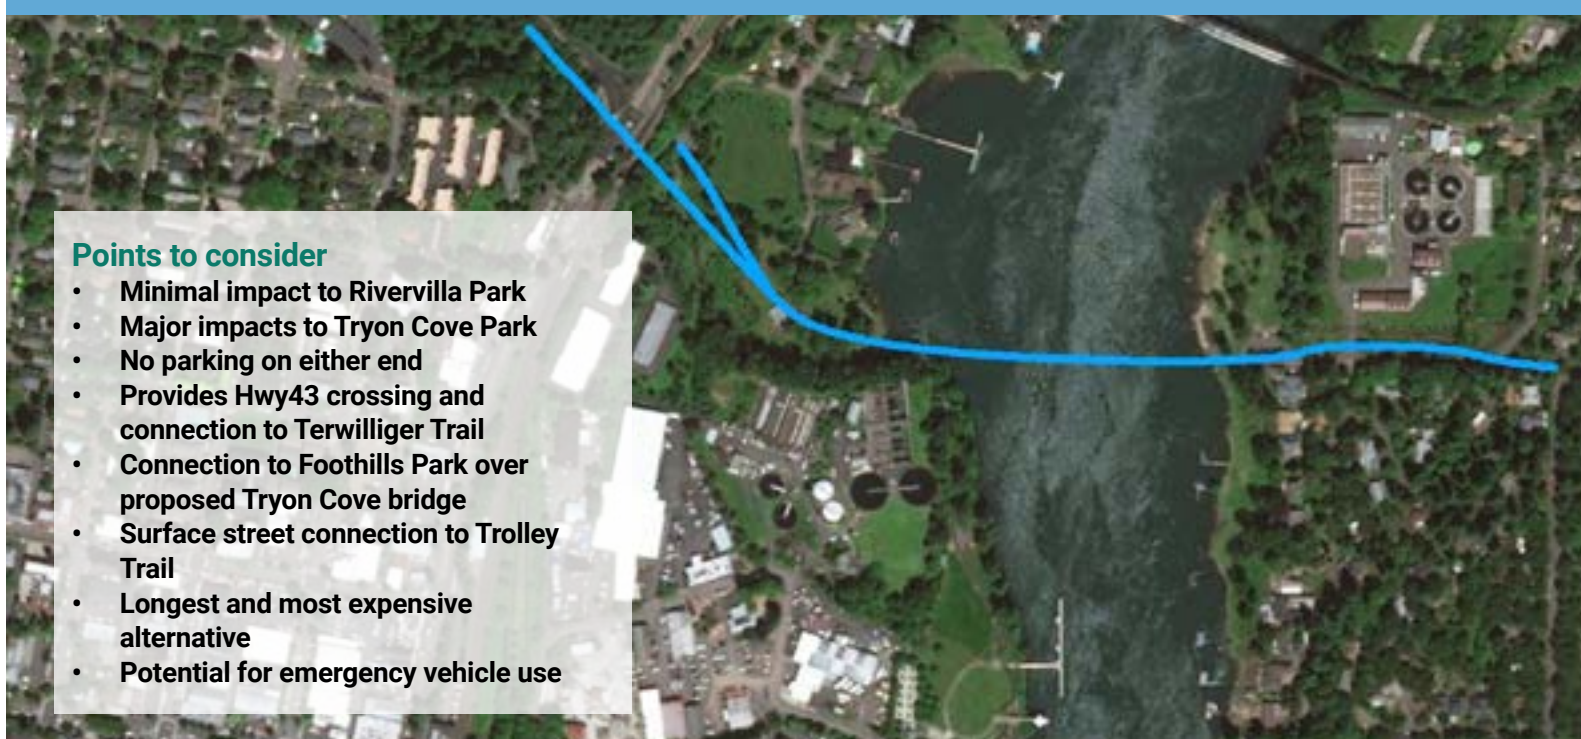 Points to consider
• Minimal impact to Rivervilla Park
• Major impacts to Tryon Cove Park
• No parking on either end
• Provides Hwy43 crossing and
connection to Terwilliger Trail
• Connection to Foothills Park over
proposed Tryon Cove bridge
• Surface street connection to Trolley
Trail
• Longest and most expensive
alternative
• Potential for emergency vehicle use